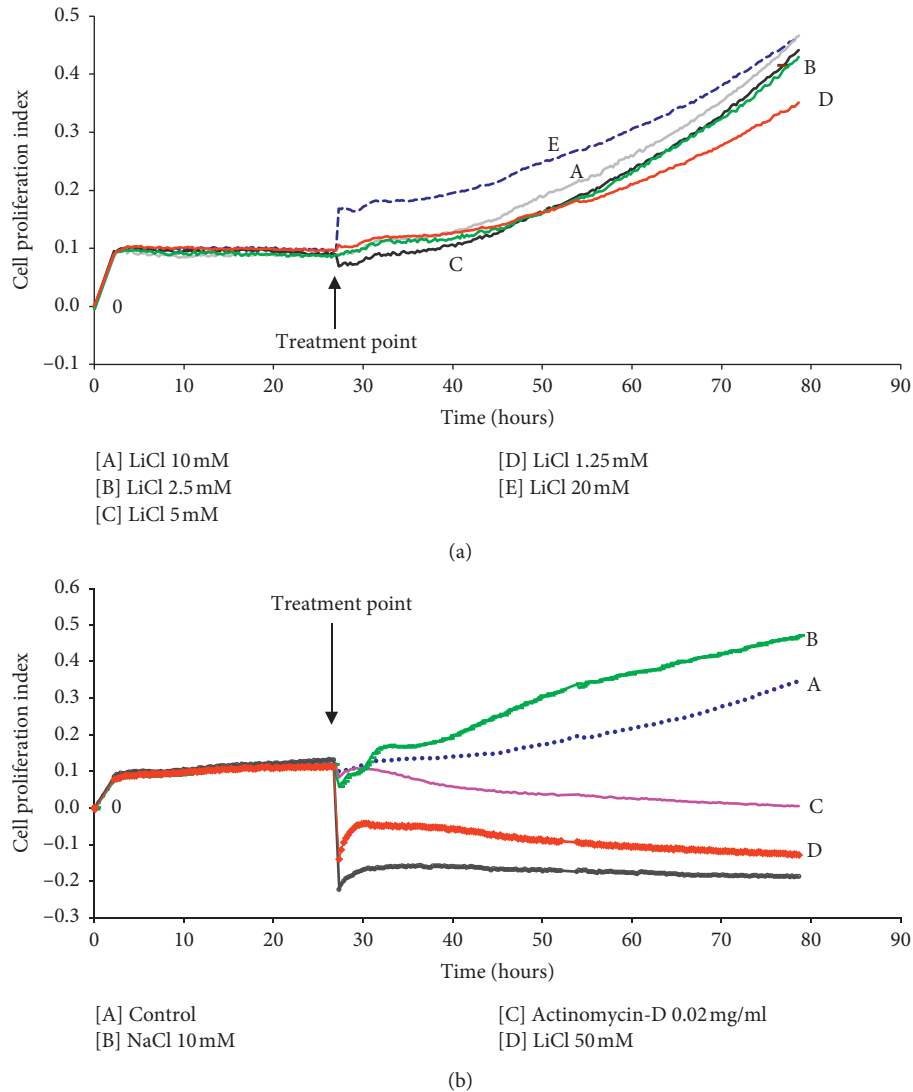 0.5
0.4
0.3
0.2
0.1
0.0
−0.1
Cell proliferation index
B
D
E
A
C
0
Treatment point
0 10 20 30 40 50 60 70 80 90
Time (hours)
[A] LiCl 10 mM
[B] LiCl 2.5 mM
[C] LiCl 5 mM
[D] LiCl 1.25 mM
[E] LiCl 20 mM
(a)
0.6
0.5
0.4
0.3
0.2
0.1
0.0
−0.1
−0.2
−0.3
Cell proliferation index
Treatment point
B
A
C
D
0
0 10 20 30 40 50 60 70 80 90
Time (hours)
[A] Control
[B] NaCl 10 mM
[C] Actinomycin-D 0.02 mg/ml
[D] LiCl 50 mM
(b)